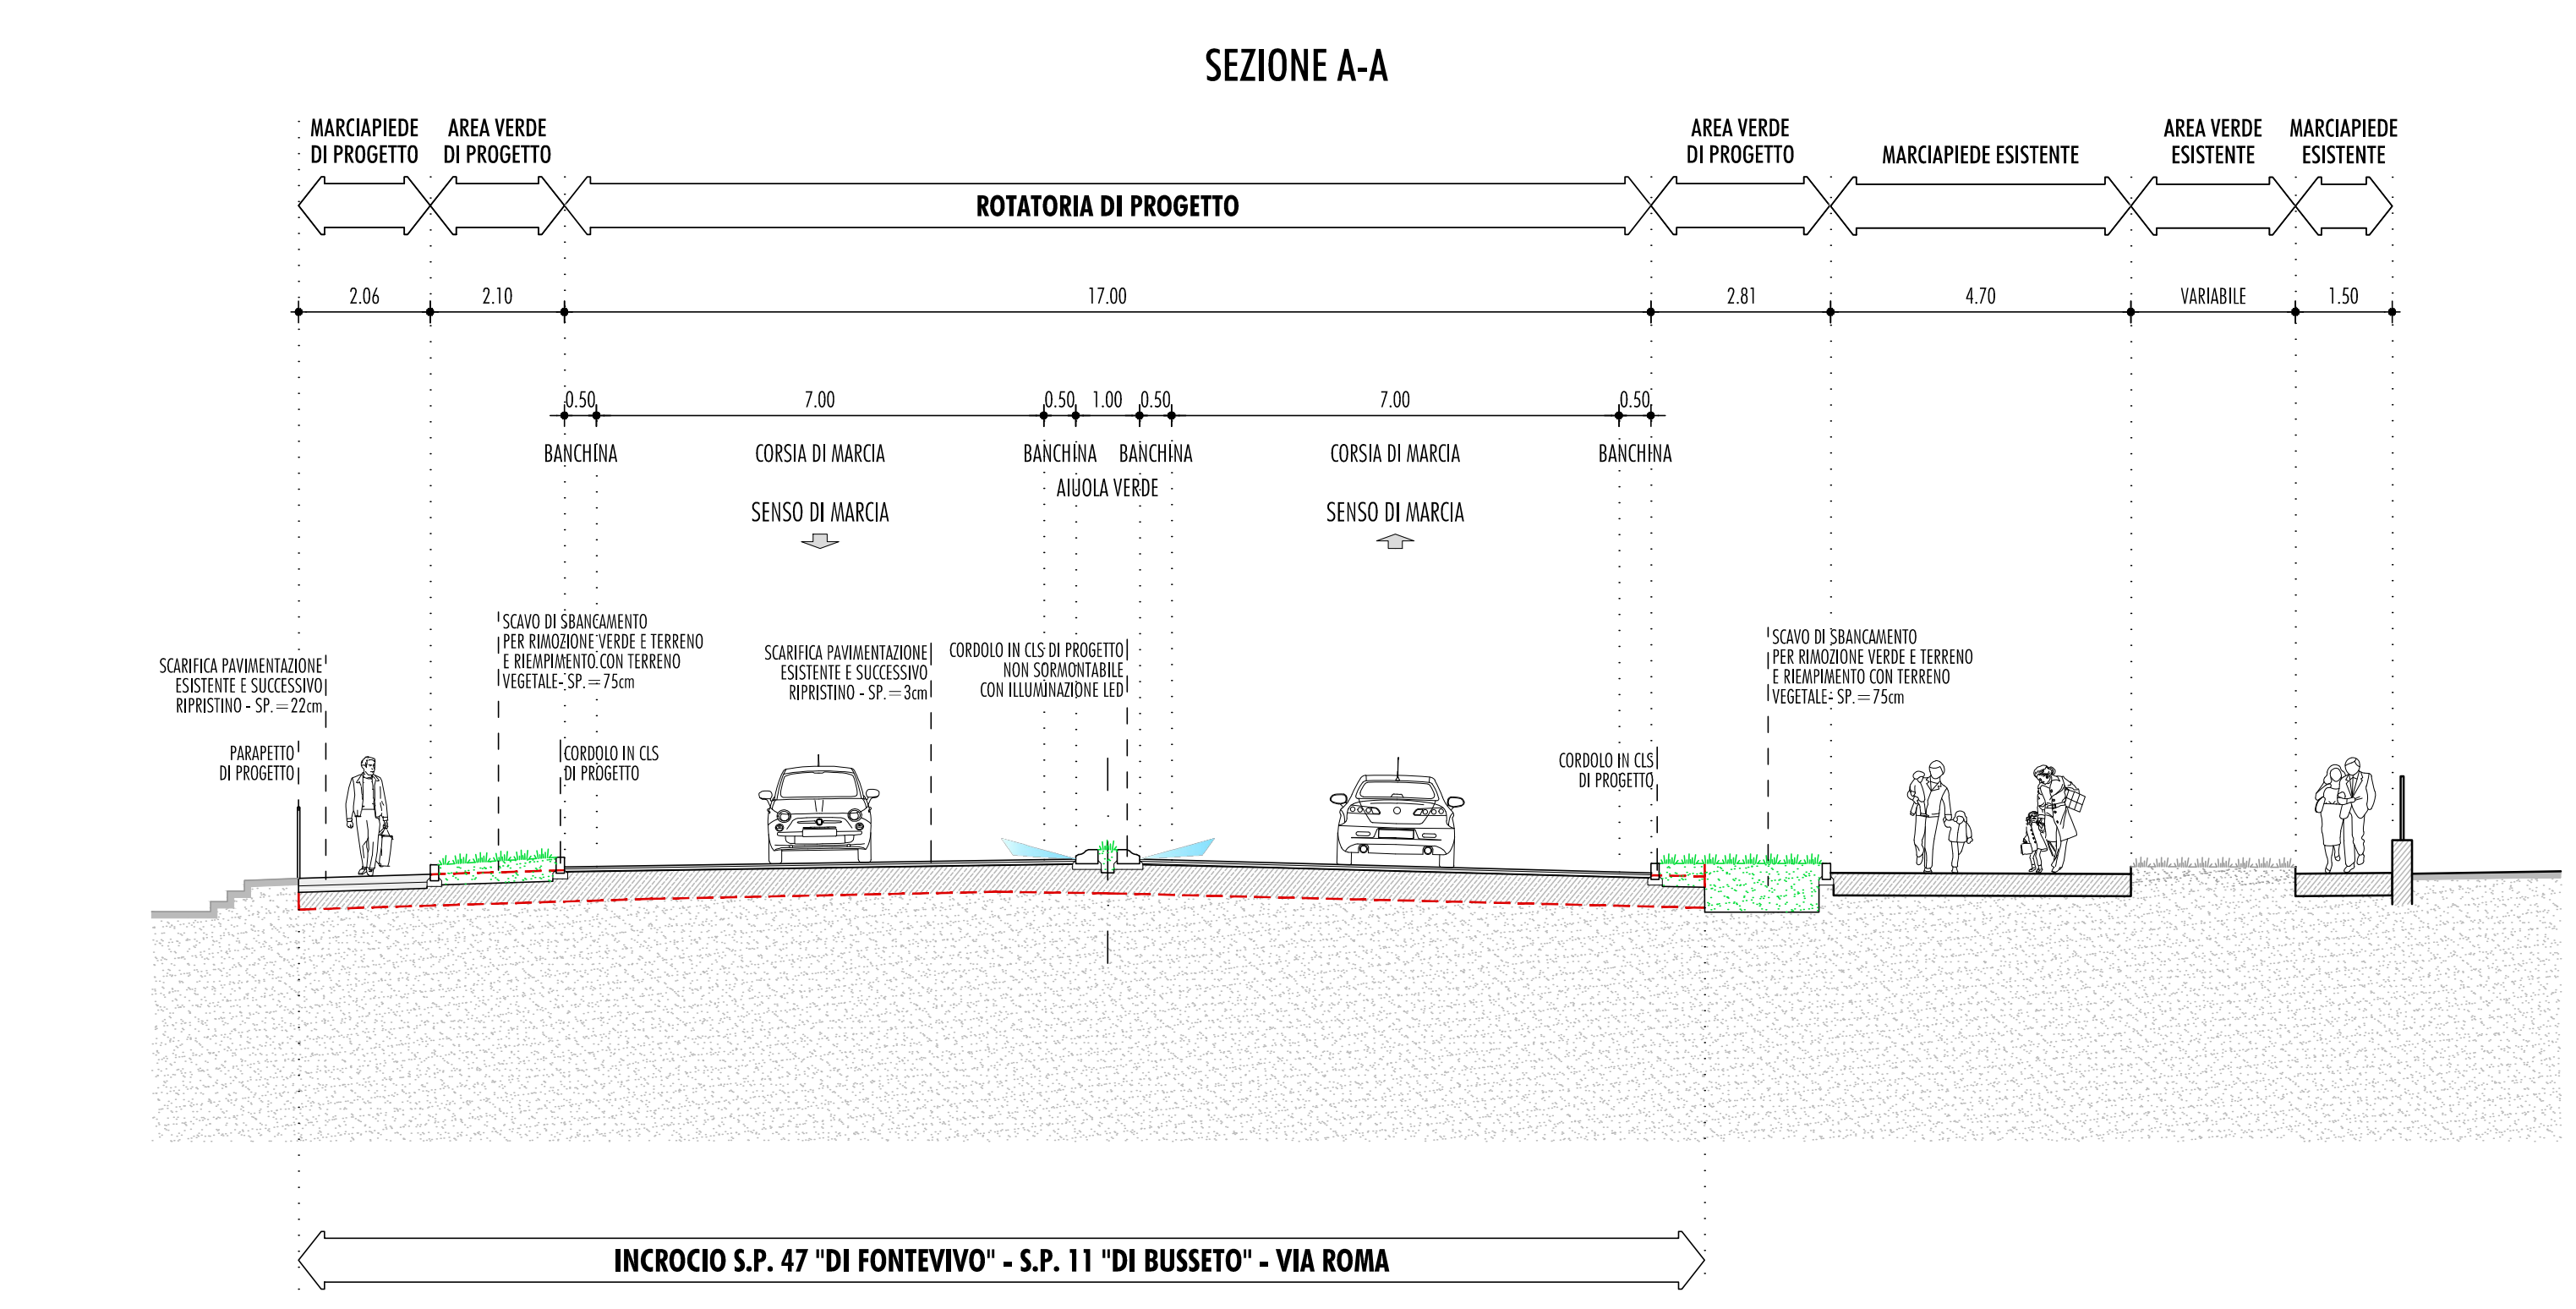 SEZIONE A-A
MARCIAPIEDE
DI PROGETTO
AREA VERDE
DI PROGETTO
AREA VERDE
DI PROGETTO
MARCIAPIEDE ESISTENTE
AREA VERDE
ESISTENTE
MARCIAPIEDE
ESISTENTE
ROTATORIA DI PROGETTO
2.06
2.10
17.00
2.81
4.70
VARIABILE
1.50
0.50
7.00
0.50
1.00
0.50
7.00
0.50
BANCHINA
CORSIA DI MARCIA
BANCHINA
BANCHINA
CORSIA DI MARCIA
BANCHINA
AIUOLA VERDE
SENSO DI MARCIA
SENSO DI MARCIA
SCARIFICA PAVIMENTAZIONE
ESISTENTE E SUCCESSIVO
RIPRISTINO - SP.=22cm
SCAVO DI SBANCAMENTO
PER RIMOZIONE VERDE E TERRENO
E RIEMPIMENTO CON TERRENO
VEGETALE- SP.=75cm
SCARIFICA PAVIMENTAZIONE
ESISTENTE E SUCCESSIVO
RIPRISTINO - SP.=3cm
CORDOLO IN CLS DI PROGETTO
NON SORMONTABILE
CON ILLUMINAZIONE LED
SCAVO DI SBANCAMENTO
PER RIMOZIONE VERDE E TERRENO
E RIEMPIMENTO CON TERRENO
VEGETALE- SP.=75cm
PARAPETTO
DI PROGETTO
CORDOLO IN CLS
DI PROGETTO
CORDOLO IN CLS
DI PROGETTO
INCROCIO S.P. 47 "DI FONTEVIVO" - S.P. 11 "DI BUSSETO" - VIA ROMA